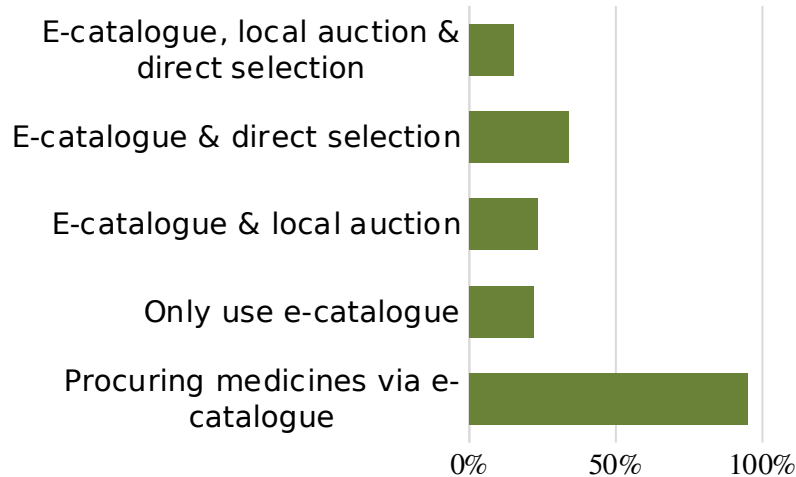 E-catalogue, local auction &
direct selection
E-catalogue & direct selection
E-catalogue & local auction
Only use e-catalogue
Procuring medicines via e-
catalogue
0% 50% 100%